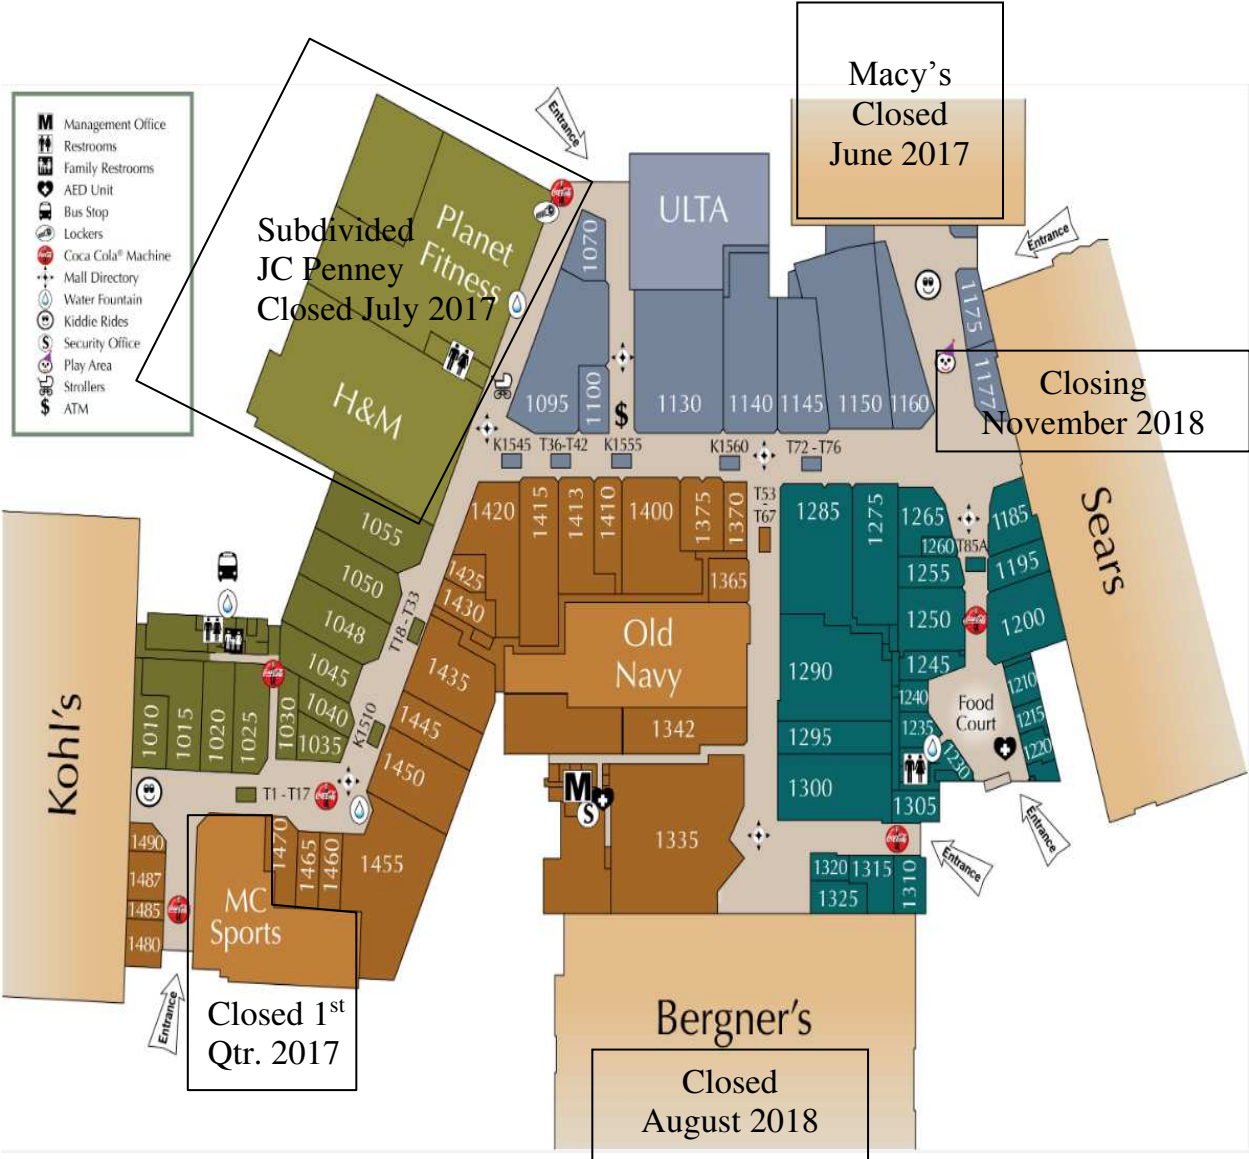 Macy's
Closed
June 2017
M Management Office
Restrooms
Family Restrooms
AED Unit
Bus Stop
Lockers
Coca Cola® Machine
Mall Directory
Water Fountain
Kiddie Rides
S Security Office
Play Area
Strollers
$ ATM
Entrance
Planet
Fitness
Subdivided
JC Penney
Closed July 2017
H&M
ULTA
Entrance
1070
1095
1100
$
1130
1140
1145
1150
1160
1175
1177
Closing
November 2018
Sears
K1545
T36-T42
K1555
K1560
T72 - T76
1055
1050
1048
1045
1040
1035
1030
1025
1020
1015
1010
T18 - T33
K1510
T1 - T17
Kohl's
1420
1415
1413
1410
1400
1375
1370
1365
T53
-
T67
1425
1430
1435
1445
1450
1455
Old
Navy
1342
1335
M
S
1285
1275
1265
1260
T85A
1255
1250
1245
1240
1235
1230
1185
1195
1200
1210
1215
1220
Food
Court
1290
1295
1300
1305
1310
1315
1320
1325
Entrance
Entrance
1490
1487
1485
1480
1470
1465
1460
MC
Sports
Entrance
Closed 1st
Qtr. 2017
Bergner's
Closed
August 2018